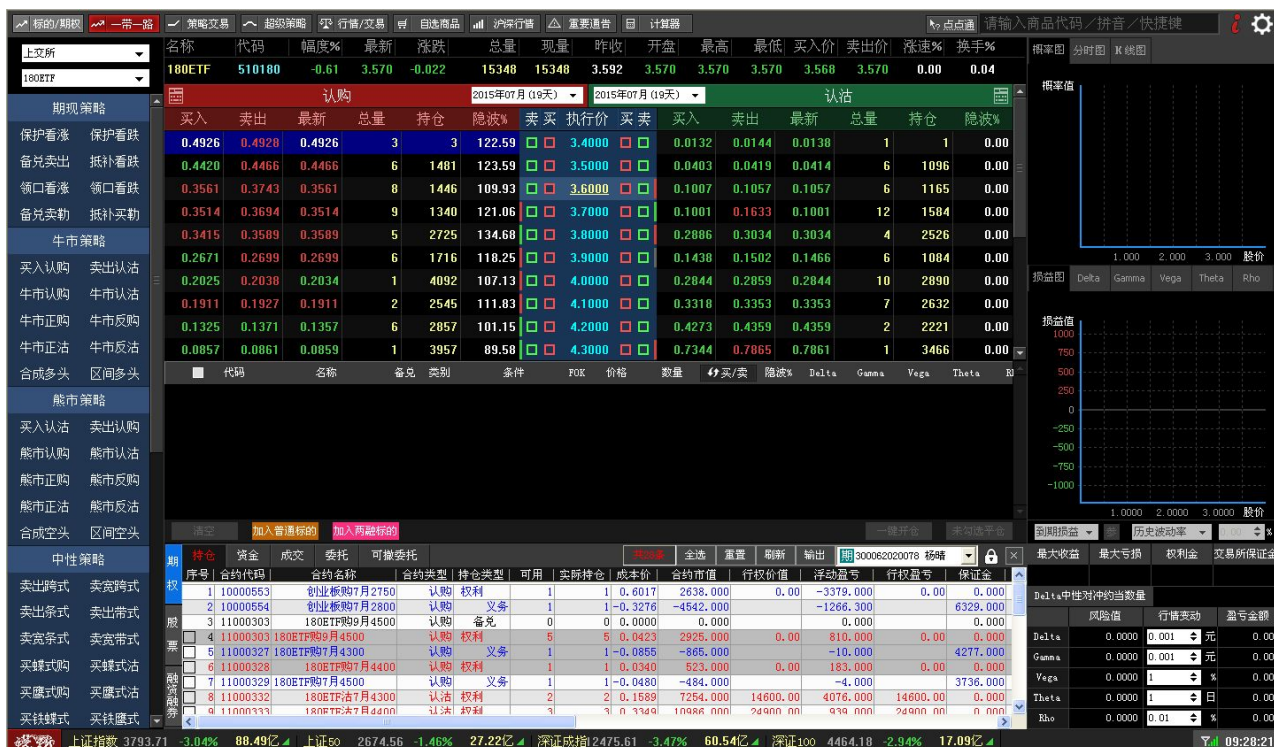 标的/期权 一带一路 策略交易 超级策略 行情/交易 自选商品 沪深行情 重要通告 计算器 点点通 请输入商品代码/拼音/快捷键
上交所
180ETF
名称 代码 幅度% 最新 涨跌 总量 现量 昨收 开盘 最高 最低 买入价 卖出价 涨速% 换手%
180ETF 510180 -0.61 3.570 -0.022 15348 15348 3.592 3.570 3.570 3.570 3.568 3.570 0.00 0.04
认购 2015年07月(19天) 2015年07月(19天) 认沽
买入 卖出 最新 总量 持仓 隐波% 卖 买 执行价 买 卖 买入 卖出 最新 总量 持仓 隐波%
0.4926 0.4928 0.4926 3 3 122.59 3.4000 0.0132 0.0144 0.0138 1 1 0.00
0.4420 0.4466 0.4466 6 1481 123.59 3.5000 0.0403 0.0419 0.0414 6 1096 0.00
0.3561 0.3743 0.3561 8 1446 109.93 3.6000 0.1007 0.1057 0.1057 6 1165 0.00
0.3514 0.3694 0.3514 9 1340 121.06 3.7000 0.1001 0.1633 0.1001 12 1584 0.00
0.3415 0.3589 0.3589 5 2725 134.68 3.8000 0.2886 0.3034 0.3034 4 2526 0.00
0.2671 0.2699 0.2699 6 1716 118.25 3.9000 0.1438 0.1502 0.1466 6 1084 0.00
0.2025 0.2038 0.2034 1 4092 107.13 4.0000 0.2844 0.2859 0.2844 10 2890 0.00
0.1911 0.1927 0.1911 2 2545 111.83 4.1000 0.3318 0.3353 0.3353 7 2632 0.00
0.1325 0.1371 0.1357 6 2857 101.15 4.2000 0.4273 0.4359 0.4359 2 2221 0.00
0.0857 0.0861 0.0859 1 3957 89.58 4.3000 0.7344 0.7865 0.7861 1 3466 0.00
期现策略
保护看涨 保护看跌
备兑卖出 抵补看跌
领口看涨 领口看跌
备兑卖勒 抵补买勒
牛市策略
买入认购 卖出认沽
牛市认购 牛市认沽
牛市正购 牛市反购
牛市正沽 牛市反沽
合成多头 区间多头
熊市策略
买入认沽 卖出认购
熊市认购 熊市认沽
熊市正购 熊市反购
熊市正沽 熊市反沽
合成空头 区间空头
中性策略
卖出跨式 卖宽跨式
卖出条式 卖出带式
卖宽条式 卖宽带式
买蝶式购 买蝶式沽
买鹰式购 买鹰式沽
买铁蝶式 买铁鹰式
代码 名称 备兑 类别 条件 FOK 价格 数量 买/卖 隐波% Delta Gamma Vega Theta
清空 加入普通标的 加入两融标的 一键开仓 未勾选平仓
期权
股票
融资融券
持仓 资金 成交 委托 可撤委托 全选 重置 刷新 输出 期 300062020078 杨晴
序号 合约代码 合约名称 合约类型 持仓类型 可用 实际持仓 成本价 合约市值 行权价值 浮动盈亏 行权盈亏 保证金
1 10000553 创业板购7月2750 认购 权利 1 1 0.6017 2638.000 0.00 -3379.000 0.00 0.000
2 10000554 创业板购7月2800 认购 义务 1 1 -0.3276 -4542.000 -1266.300 6329.000
3 11000303 180ETF购9月4500 认购 备兑 0 0.0000 0.000 0.000 0.000
4 11000303 180ETF购9月4500 认购 权利 5 5 0.0423 2925.000 0.00 810.000 0.00 0.000
5 11000327 180ETF购7月4300 认购 义务 1 1 -0.0855 -865.000 -10.000 4277.000
6 11000328 180ETF购7月4400 认购 权利 1 1 0.0340 523.000 0.00 183.000 0.00 0.000
7 11000329 180ETF购7月4500 认购 义务 1 1 -0.0480 -484.000 -4.000 3736.000
8 11000332 180ETF沽7月4300 认沽 权利 2 2 0.1589 7254.000 14600.00 4076.000 14600.00 0.000
9 11000333 180ETF沽7月4400 认沽 权利 3 3 0.3349 10986.000 24900.00 939.000 24900.00 0.000
概率图 分时图 K线图
概率值
1.000 2.000 3.000 股价
损益图 Delta Gamma Vega Theta Rho
损益值
1000
750
500
250
0
-250
-500
-750
-1000
1.0000 2.0000 3.0000 股价
到期损益 历史波动率 0.00 %
最大收益 最大亏损 权利金 交易所保证金
Delta中性对冲约当数量
风险值 行情变动 盈亏金额
Delta 0.0000 0.001 元 0.00
Gamma 0.0000 0.001 元 0.00
Vega 0.0000 1 % 0.00
Theta 0.0000 1 日 0.00
Rho 0.0000 0.01 % 0.00
上证指数 3793.71 -3.04% 88.49亿 上证50 2674.56 -1.46% 27.22亿 深证成指 12475.61 -3.47% 60.54亿 深证100 4464.18 -2.94% 17.09亿 09:28:21